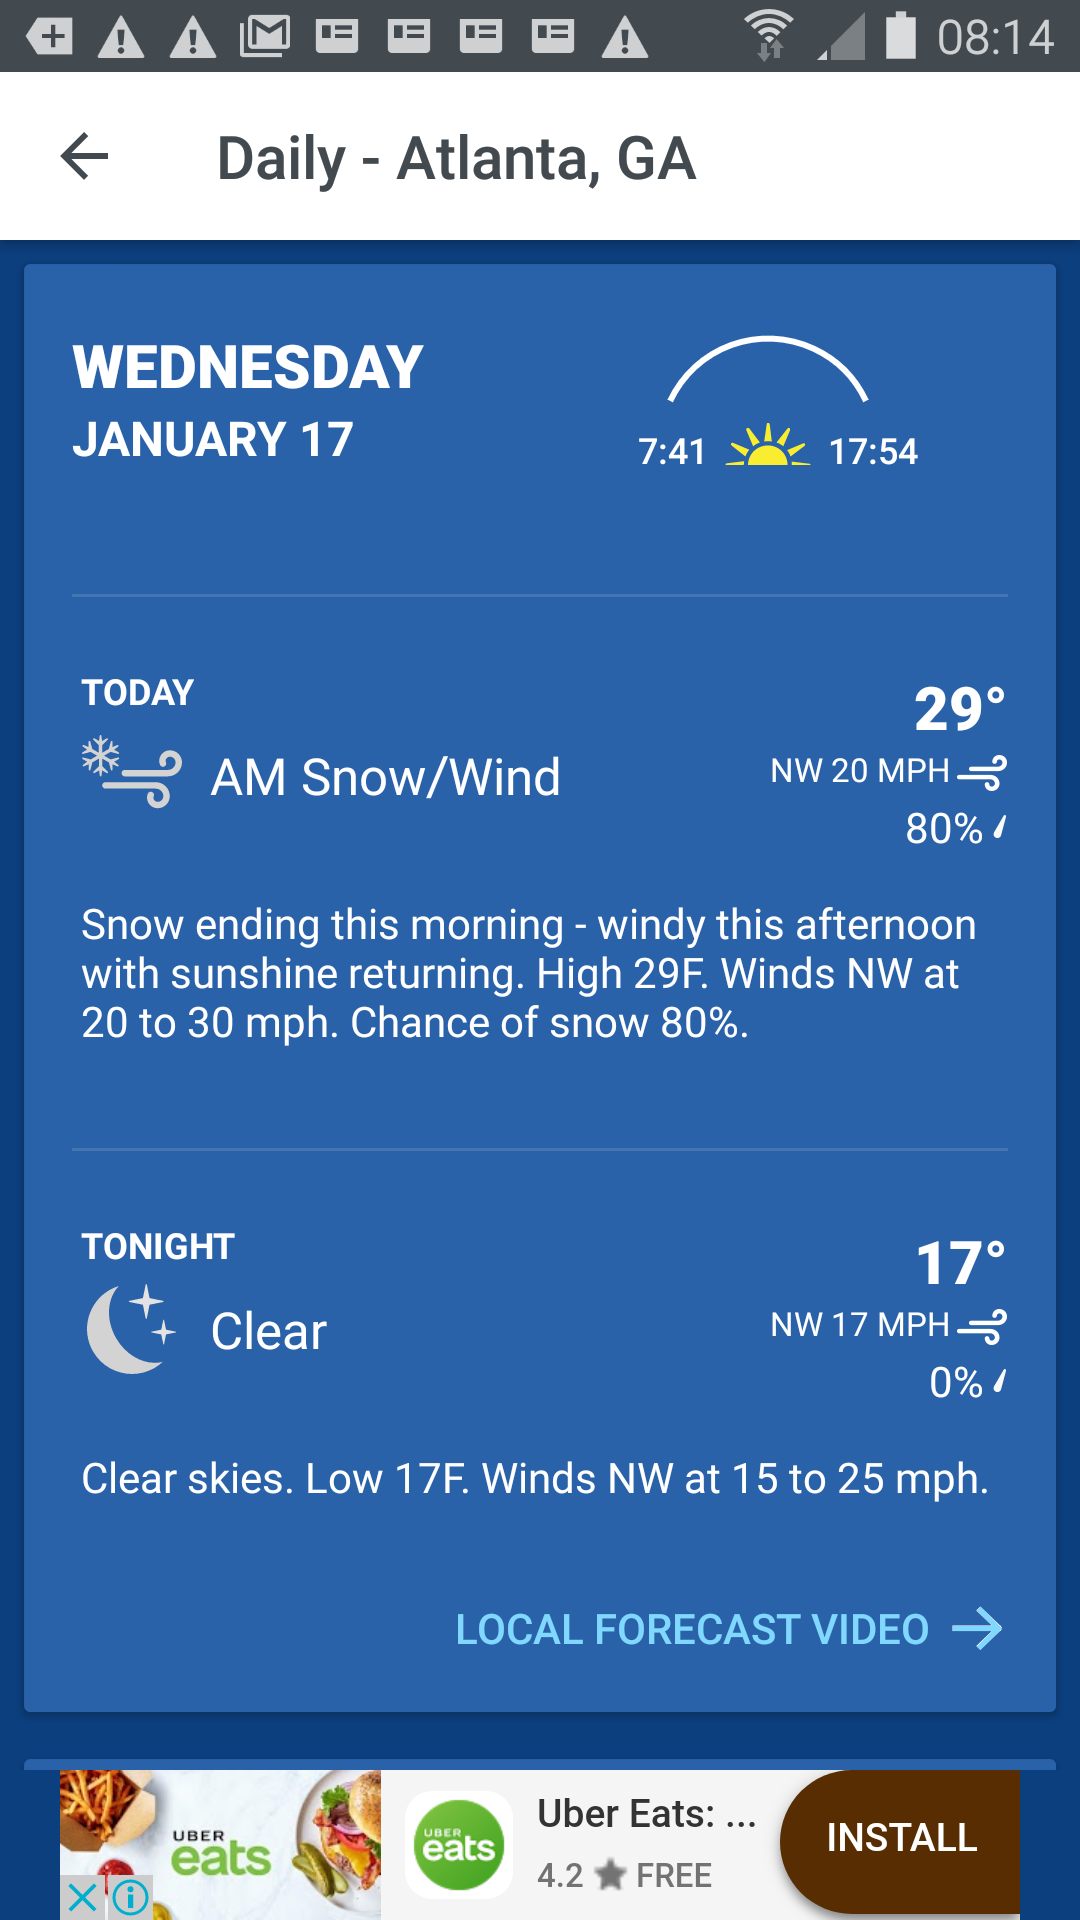 08:14
Daily - Atlanta, GA
WEDNESDAY
JANUARY 17
7:41 17:54
TODAY
29°
AM Snow/Wind
NW 20 MPH
80%
Snow ending this morning - windy this afternoon
with sunshine returning. High 29F. Winds NW at
20 to 30 mph. Chance of snow 80%.
TONIGHT
17°
Clear
NW 17 MPH
0%
Clear skies. Low 17F. Winds NW at 15 to 25 mph.
LOCAL FORECAST VIDEO
UBER
eats
UBER
eats
Uber Eats: ...
4.2 FREE
INSTALL